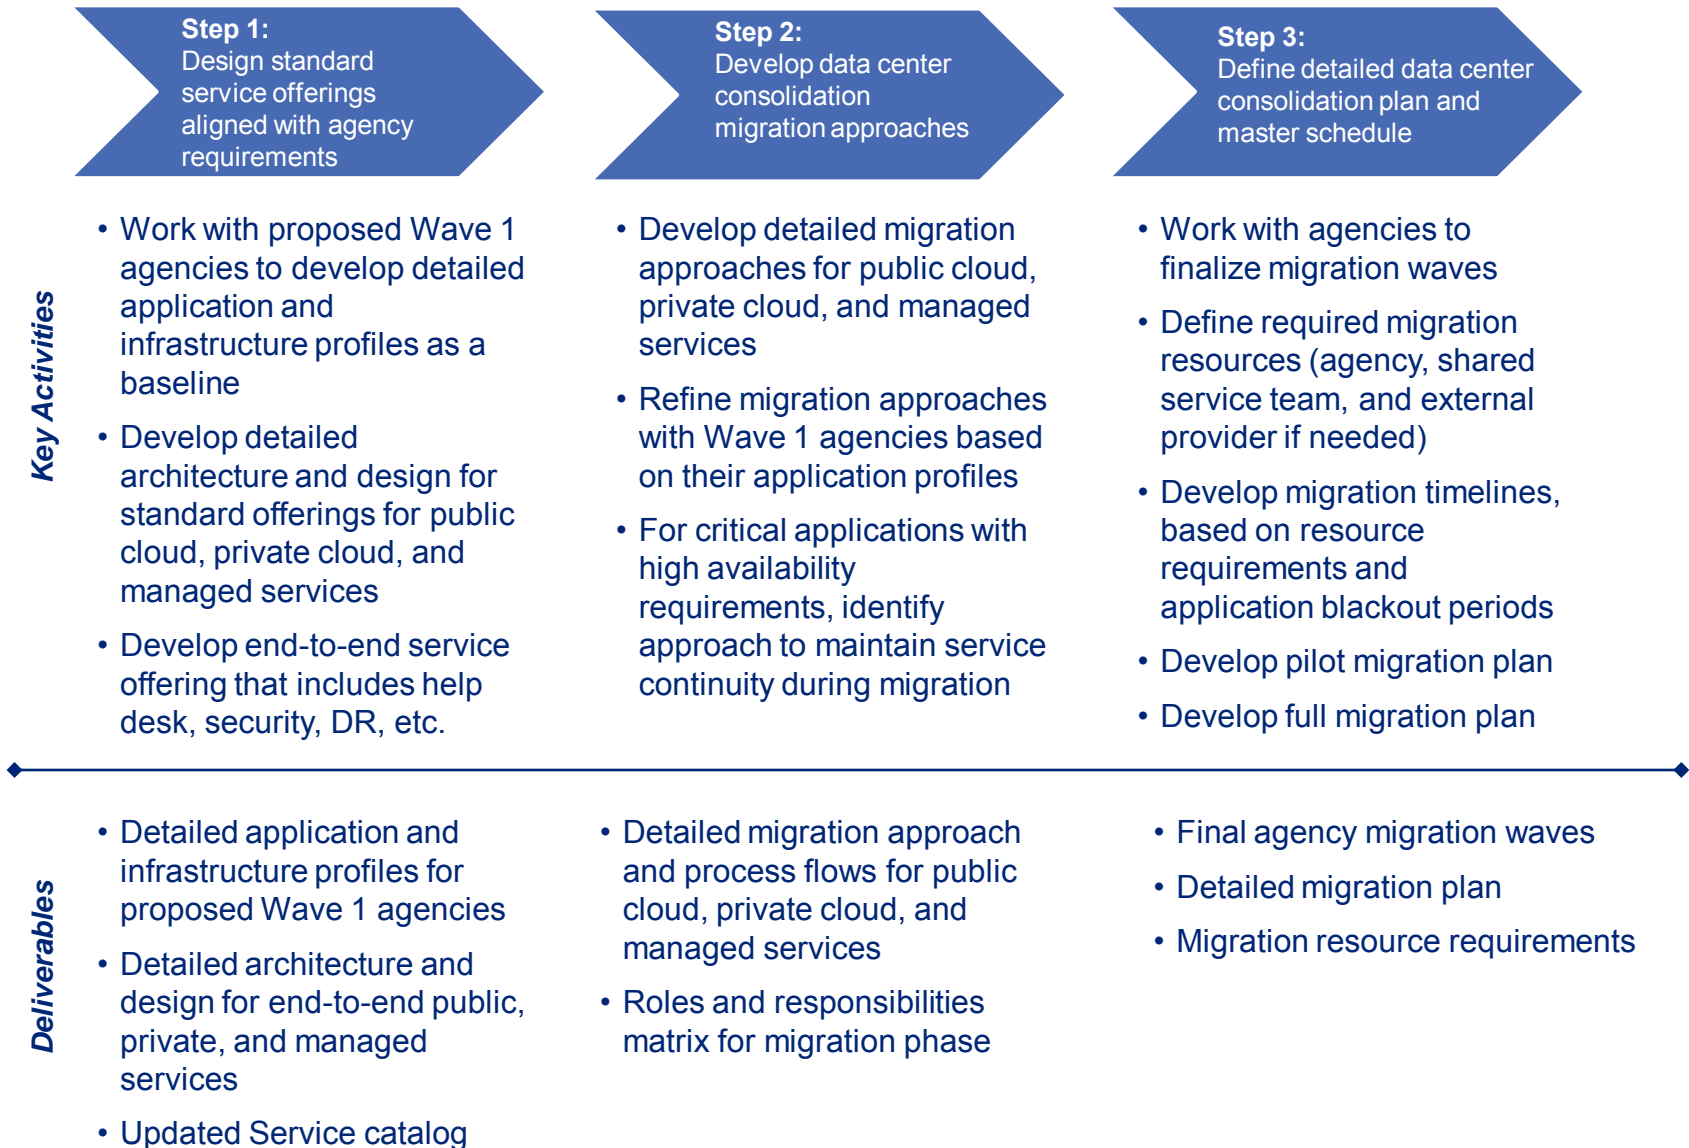 Step 1:
Design standard
service offerings
aligned with agency
requirements
Step 2:
Develop data center
consolidation
migration approaches
Step 3:
Define detailed data center
consolidation plan and
master schedule
Key Activities
• Work with proposed Wave 1
agencies to develop detailed
application and
infrastructure profiles as a
baseline
• Develop detailed
architecture and design for
standard offerings for public
cloud, private cloud, and
managed services
• Develop end-to-end service
offering that includes help
desk, security, DR, etc.
• Develop detailed migration
approaches for public cloud,
private cloud, and managed
services
• Refine migration approaches
with Wave 1 agencies based
on their application profiles
• For critical applications with
high availability
requirements, identify
approach to maintain service
continuity during migration
• Work with agencies to
finalize migration waves
• Define required migration
resources (agency, shared
service team, and external
provider if needed)
• Develop migration timelines,
based on resource
requirements and
application blackout periods
• Develop pilot migration plan
• Develop full migration plan
Deliverables
• Detailed application and
infrastructure profiles for
proposed Wave 1 agencies
• Detailed architecture and
design for end-to-end public,
private, and managed
services
• Updated Service catalog
• Detailed migration approach
and process flows for public
cloud, private cloud, and
managed services
• Roles and responsibilities
matrix for migration phase
• Final agency migration waves
• Detailed migration plan
• Migration resource requirements